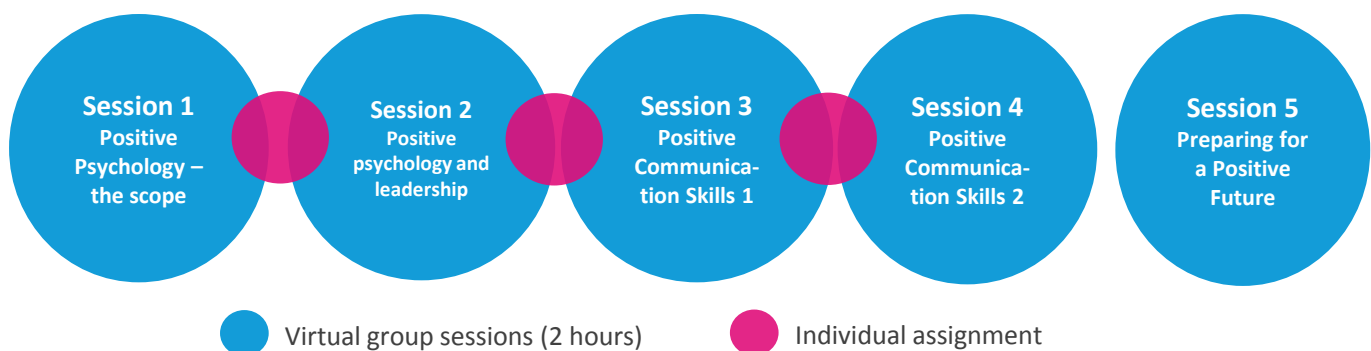 Session 1
Positive
Psychology –
the scope
Session 2
Positive
psychology and
leadership
Session 3
Positive
Communica-
tion Skills 1
Session 4
Positive
Communica-
tion Skills 2
Session 5
Preparing for
a Positive
Future
Virtual group sessions (2 hours)
Individual assignment